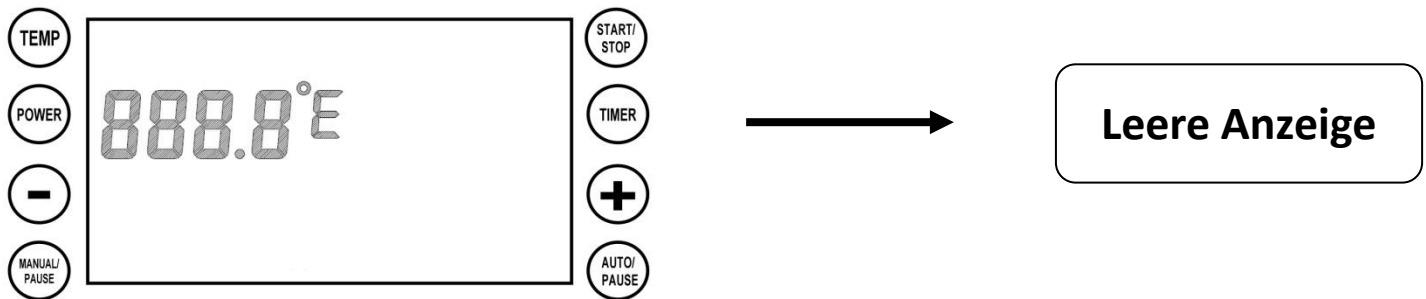 TEMP
START/
STOP
POWER
888.8°E
TIMER
Leere Anzeige
-
+
MANUAL/
PAUSE
AUTO/
PAUSE